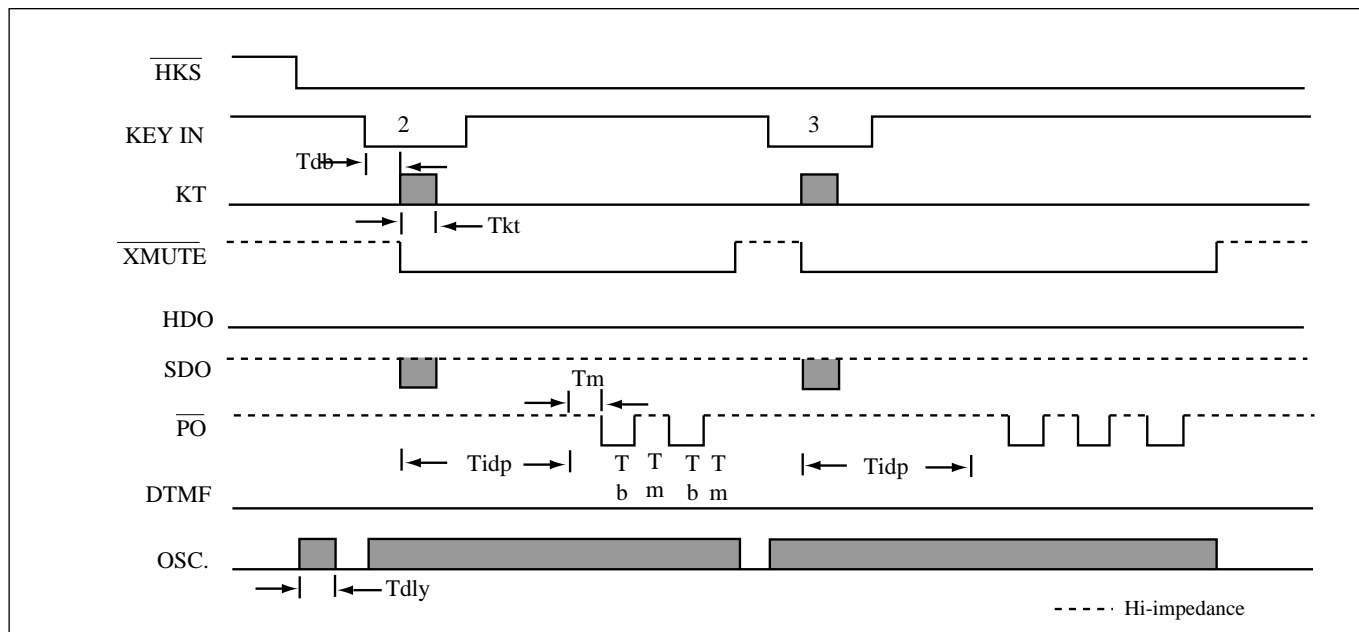 HKS
KEY IN
2
3
Tdb
KT
Tkt
XMUTE
HDO
SDO
Tm
PO
Tidp
T
b
T
m
T
b
T
m
Tidp
DTMF
OSC.
Tdly
Hi-impedance